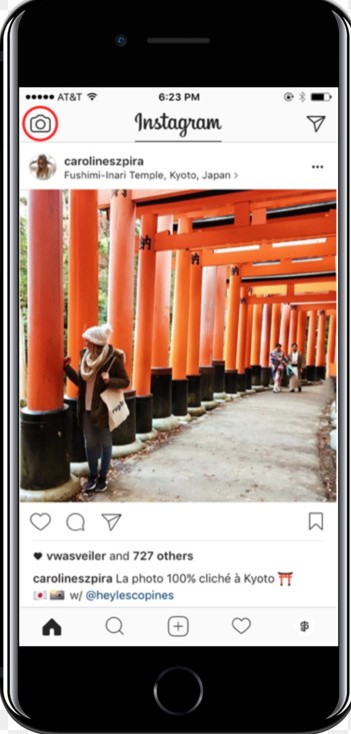 AT&T 6:23 PM
Instagram
carolineszpira
Fushimi-Inari Temple, Kyoto, Japan >
vwasveiler and 727 others
carolineszpira La photo 100% cliché à Kyoto ⛩
🇯🇵 📸 w/ @heylescopines